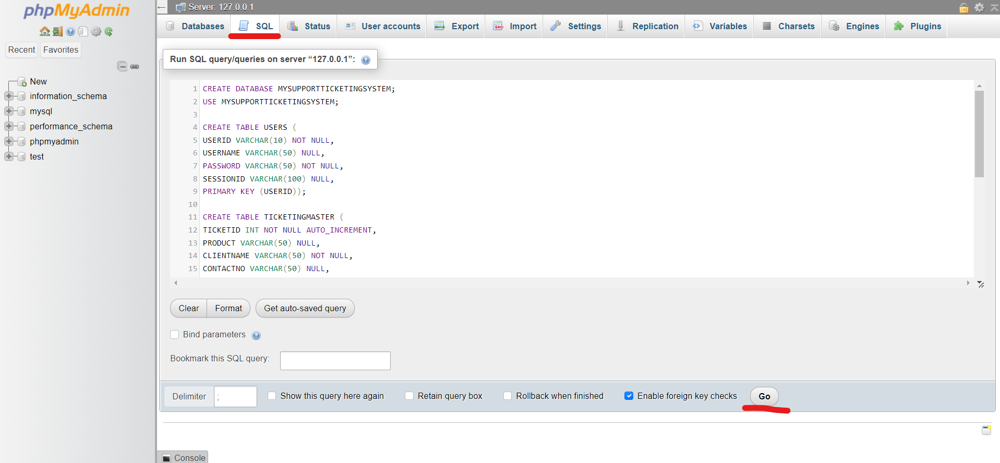 phpMyAdmin
Recent Favorites
New
information_schema
mysql
performance_schema
phpmyadmin
test
Server: 127.0.0.1
Databases SQL Status User accounts Export Import Settings Replication Variables Charsets Engines Plugins
Run SQL query/queries on server “127.0.0.1”:
1 CREATE DATABASE MYSUPPORTTICKETINGSYSTEM;
2 USE MYSUPPORTTICKETINGSYSTEM;
3
4 CREATE TABLE USERS (
5 USERID VARCHAR(10) NOT NULL,
6 USERNAME VARCHAR(50) NULL,
7 PASSWORD VARCHAR(50) NOT NULL,
8 SESSIONID VARCHAR(100) NULL,
9 PRIMARY KEY (USERID));
10
11 CREATE TABLE TICKETINGMASTER (
12 TICKETID INT NOT NULL AUTO_INCREMENT,
13 PRODUCT VARCHAR(50) NULL,
14 CLIENTNAME VARCHAR(50) NOT NULL,
15 CONTACTNO VARCHAR(50) NULL,
Clear Format Get auto-saved query
Bind parameters
Bookmark this SQL query:
Delimiter ; Show this query here again Retain query box Rollback when finished Enable foreign key checks Go
Console